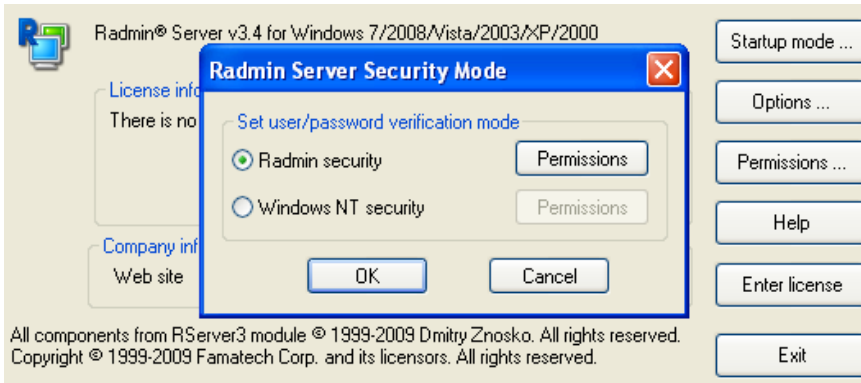 Radmin® Server v3.4 for Windows 7/2008/Vista/2003/XP/2000
Startup mode ...
Radmin Server Security Mode
License info
Options ...
There is no
Set user/password verification mode
Radmin security
Permissions
Permissions ...
Windows NT security
Permissions
Help
Company inf
Web site
OK
Cancel
Enter license
All components from RServer3 module © 1999-2009 Dmitry Znosko. All rights reserved.
Copyright © 1999-2009 Famatech Corp. and its licensors. All rights reserved.
Exit